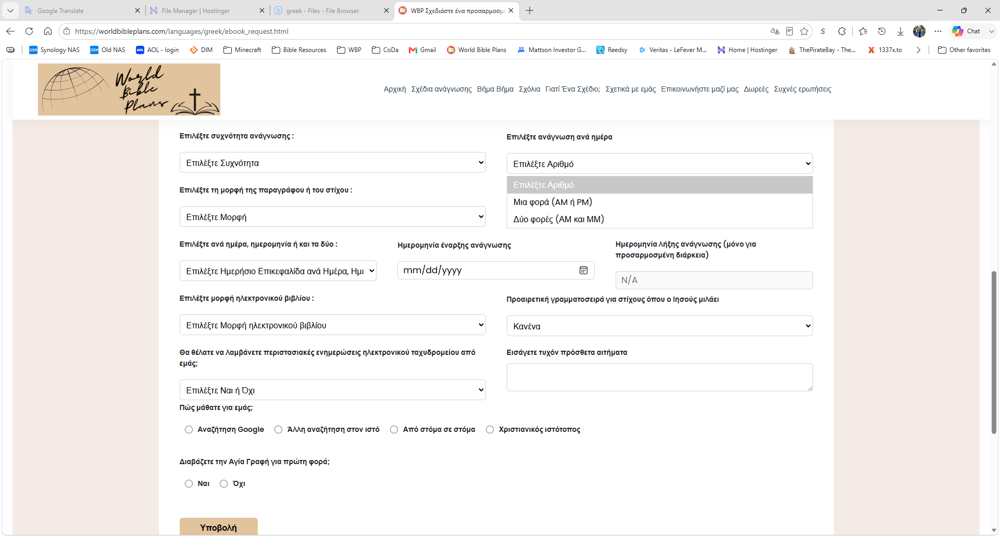 Google Translate
File Manager | Hostinger
greek - Files - File Browser
WBP Σχεδιάστε ένα προσαρμοσμέ
https://worldbibleplans.com/languages/greek/ebook_request.html
Chat
Synology NAS
Old NAS
AOL - login
DIM
Minecraft
Bible Resources
WBP
CoDa
Gmail
World Bible Plans
Mattson Investor G...
Reedsy
Veritas - LeFever M...
Home | Hostinger
ThePirateBay - The...
1337x.to
Other favorites
World
Bible
Plans
Αρχική Σχέδια ανάγνωσης Βήμα Βήμα Σχόλια Γιατί Ένα Σχέδιο; Σχετικά με εμάς Επικοινωνήστε μαζί μας Δωρεές Συχνές ερωτήσεις
Επιλέξτε συχνότητα ανάγνωσης :
Επιλέξτε Συχνότητα
Επιλέξτε ανάγνωση ανά ημέρα
Επιλέξτε Αριθμό
Επιλέξτε Αριθμό
Μια φορά (AM ή PM)
Δύο φορές (ΑΜ και ΜΜ)
Επιλέξτε τη μορφή της παραγράφου ή του στίχου :
Επιλέξτε Μορφή
Επιλέξτε ανά ημέρα, ημερομηνία ή και τα δύο :
Επιλέξτε Ημερήσιο Επικεφαλίδα ανά Ημέρα, Ημε
Ημερομηνία έναρξης ανάγνωσης
mm/dd/yyyy
Ημερομηνία λήξης ανάγνωσης (μόνο για
προσαρμοσμένη διάρκεια)
N/A
Επιλέξτε μορφή ηλεκτρονικού βιβλίου :
Επιλέξτε Μορφή ηλεκτρονικού βιβλίου
Προαιρετική γραμματοσειρά για στίχους όπου ο Ιησούς μιλάει
Κανένα
Θα θέλατε να λαμβάνετε περιστασιακές ενημερώσεις ηλεκτρονικού ταχυδρομείου από
εμάς;
Επιλέξτε Ναι ή Όχι
Εισάγετε τυχόν πρόσθετα αιτήματα
Πώς μάθατε για εμάς;
Αναζήτηση Google Άλλη αναζήτηση στον ιστό Από στόμα σε στόμα Χριστιανικός ιστότοπος
Διαβάζετε την Αγία Γραφή για πρώτη φορά;
Ναι Όχι
Υποβολή